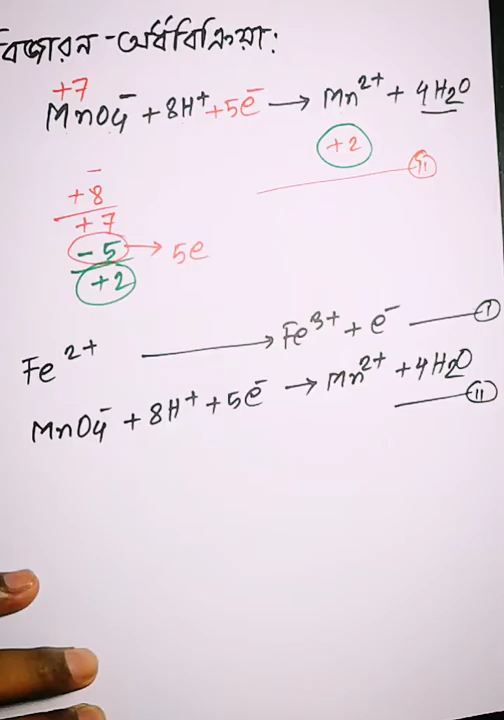 বিজারন -অর্ধবিক্রিয়া:
+7
MnO4⁻ + 8H⁺ +5e⁻ → Mn²⁺ + 4H2O
+2
ii
−
+8
+7
-5 → 5e
+2
Fe²⁺ → Fe³⁺ + e⁻ — I
MnO4⁻ + 8H⁺ +5e⁻ → Mn²⁺ +4H2O
— II